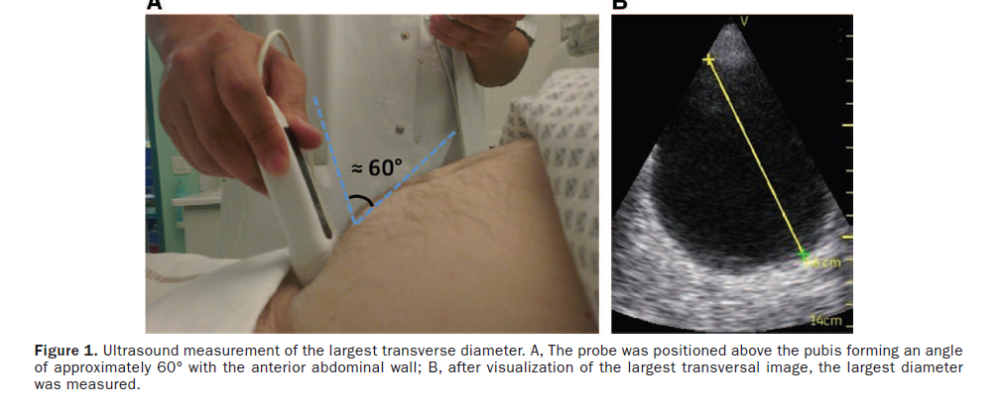 A
B
V
≈ 60°
14cm
Figure 1. Ultrasound measurement of the largest transverse diameter. A, The probe was positioned above the pubis forming an angle
of approximately 60° with the anterior abdominal wall; B, after visualization of the largest transversal image, the largest diameter
was measured.